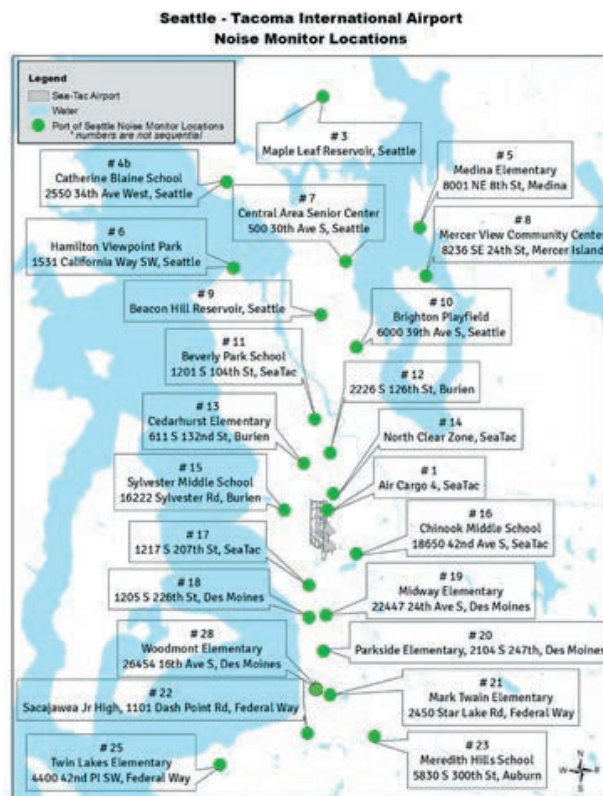 Seattle - Tacoma International Airport
Noise Monitor Locations
Legend
Sea-Tac Airport
Water
Port of Seattle Noise Monitor Locations
* numbers are not sequential
# 3
Maple Leaf Reservoir, Seattle
# 4b
Catherine Blaine School
2550 34th Ave West, Seattle
# 5
Medina Elementary
8001 NE 8th St, Medina
# 7
Central Area Senior Center
500 30th Ave S, Seattle
# 8
Mercer View Community Center
8236 SE 24th St, Mercer Island
# 6
Hamilton Viewpoint Park
1531 California Way SW, Seattle
# 9
Beacon Hill Reservoir, Seattle
# 10
Brighton Playfield
6000 39th Ave S, Seattle
# 11
Beverly Park School
1201 S 104th St, SeaTac
# 12
2226 S 126th St, Burien
# 13
Cedarhurst Elementary
611 S 132nd St, Burien
# 14
North Clear Zone, SeaTac
# 15
Sylvester Middle School
16222 Sylvester Rd, Burien
# 1
Air Cargo 4, SeaTac
# 16
Chinook Middle School
18650 42nd Ave S, SeaTac
# 17
1217 S 207th St, SeaTac
# 18
1205 S 226th St, Des Moines
# 19
Midway Elementary
22447 24th Ave S, Des Moines
# 28
Woodmont Elementary
26454 16th Ave S, Des Moines
# 20
Parkside Elementary, 2104 S 247th, Des Moines
# 22
Sacajawea Jr High, 1101 Dash Point Rd, Federal Way
# 21
Mark Twain Elementary
2450 Star Lake Rd, Federal Way
# 25
Twin Lakes Elementary
4400 42nd Pl SW, Federal Way
# 23
Meredith Hills School
5830 S 300th St, Auburn
N
W
E
S